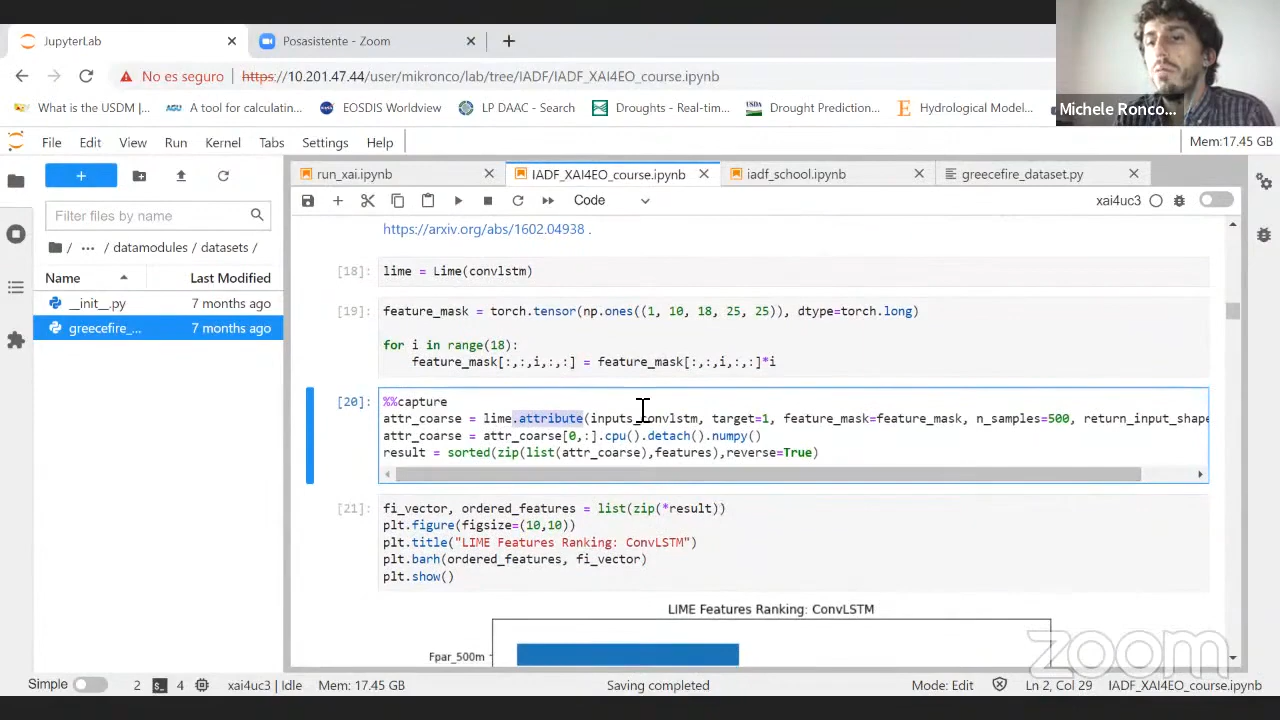 JupyterLab
Posasistente - Zoom
No es seguro
https://10.201.47.44/user/mikronco/lab/tree/IADF/IADF_XAI4EO_course.ipynb
What is the USDM |...
AGU
A tool for calculatin...
EOSDIS Worldview
LP DAAC - Search
Droughts - Real-tim...
USDA
Drought Prediction...
Hydrological Model...
Michele Ronco...
File Edit View Run Kernel Tabs Settings Help
Mem:17.45 GB
run_xai.ipynb
IADF_XAI4EO_course.ipynb
iadf_school.ipynb
greecefire_dataset.py
Code
xai4uc3
Filter files by name
/ ... / datamodules / datasets /
Name
Last Modified
__init__.py
7 months ago
greecefire_...
7 months ago
https://arxiv.org/abs/1602.04938 .
[18]:
lime = Lime(convlstm)
[19]:
feature_mask = torch.tensor(np.ones((1, 10, 18, 25, 25)), dtype=torch.long)
for i in range(18):
feature_mask[:,:,i,:,:] = feature_mask[:,:,i,:,:]*i
[20]:
%%capture
attr_coarse = lime.attribute(inputs_convlstm, target=1, feature_mask=feature_mask, n_samples=500, return_input_shape
attr_coarse = attr_coarse[0,:].cpu().detach().numpy()
result = sorted(zip(list(attr_coarse),features),reverse=True)
[21]:
fi_vector, ordered_features = list(zip(*result))
plt.figure(figsize=(10,10))
plt.title("LIME Features Ranking: ConvLSTM")
plt.barh(ordered_features, fi_vector)
plt.show()
LIME Features Ranking: ConvLSTM
Fpar_500m
zoom
Simple
2
4
xai4uc3 | Idle
Mem: 17.45 GB
Saving completed
Mode: Edit
Ln 2, Col 29
IADF_XAI4EO_course.ipynb